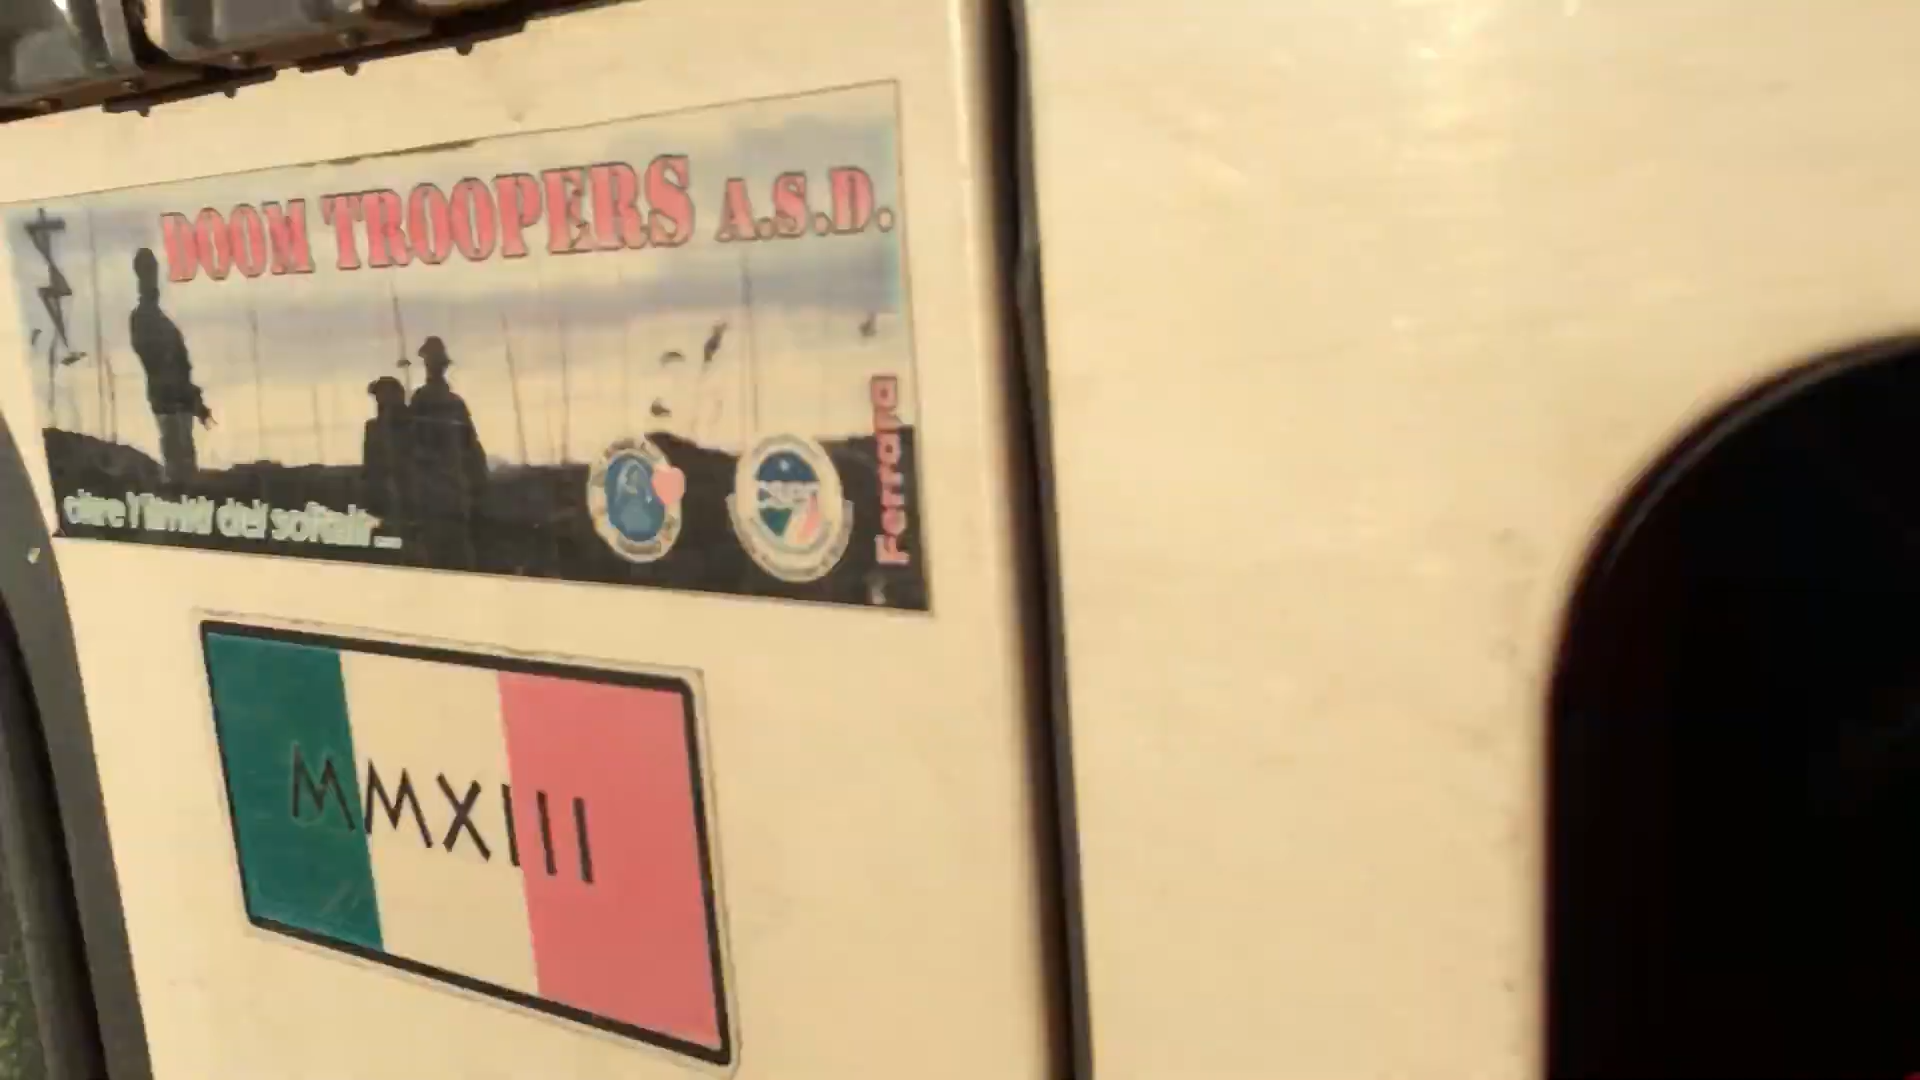 DOOM TROOPERS A.S.D.
oltre l'limiti del softair...
Ferrara
MMXIII